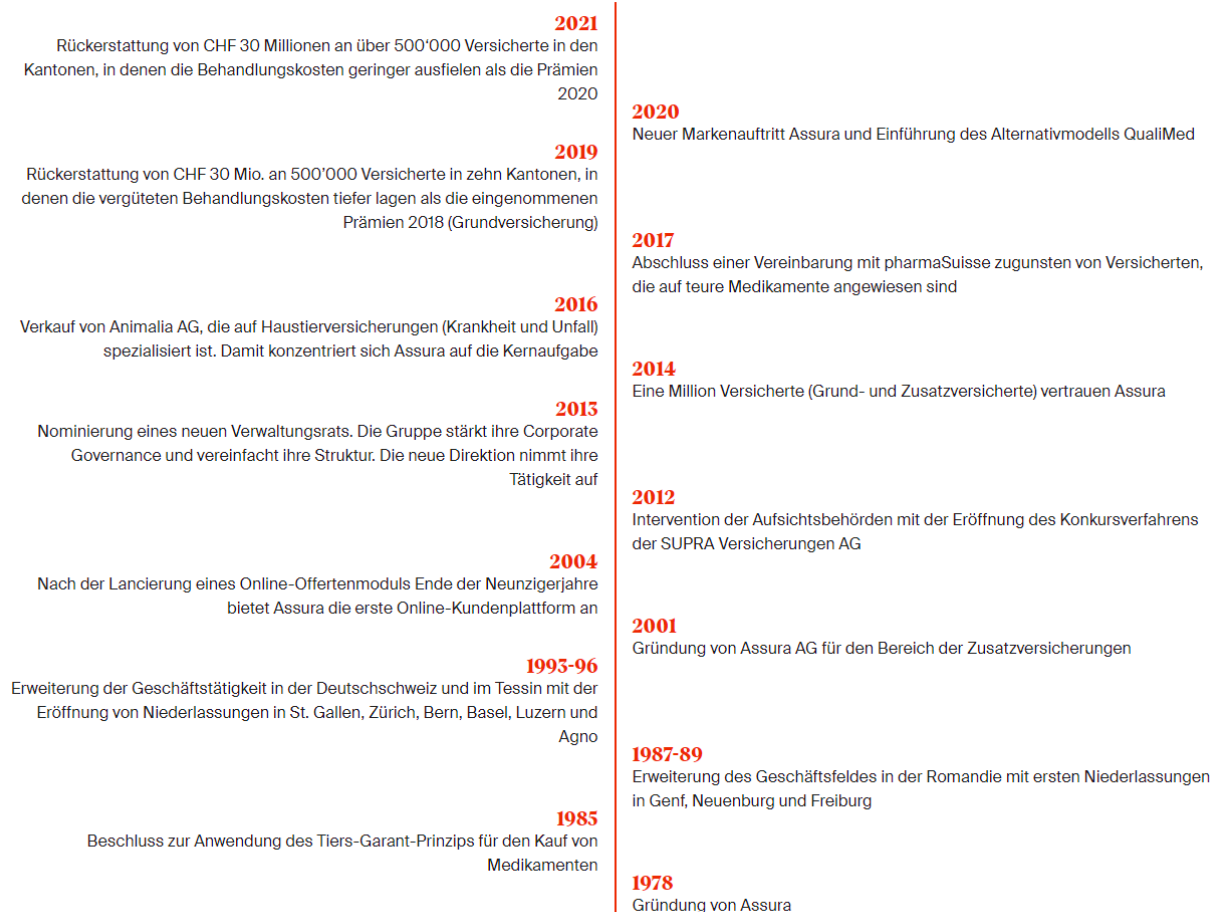 2021
Rückerstattung von CHF 30 Millionen an über 500‘000 Versicherte in den
Kantonen, in denen die Behandlungskosten geringer ausfielen als die Prämien
2020
2020
Neuer Markenauftritt Assura und Einführung des Alternativmodells QualiMed
2019
Rückerstattung von CHF 30 Mio. an 500’000 Versicherte in zehn Kantonen, in
denen die vergüteten Behandlungskosten tiefer lagen als die eingenommenen
Prämien 2018 (Grundversicherung)
2017
Abschluss einer Vereinbarung mit pharmaSuisse zugunsten von Versicherten,
die auf teure Medikamente angewiesen sind
2016
Verkauf von Animalia AG, die auf Haustierversicherungen (Krankheit und Unfall)
spezialisiert ist. Damit konzentriert sich Assura auf die Kernaufgabe
2014
Eine Million Versicherte (Grund- und Zusatzversicherte) vertrauen Assura
2013
Nominierung eines neuen Verwaltungsrats. Die Gruppe stärkt ihre Corporate
Governance und vereinfacht ihre Struktur. Die neue Direktion nimmt ihre
Tätigkeit auf
2012
Intervention der Aufsichtsbehörden mit der Eröffnung des Konkursverfahrens
der SUPRA Versicherungen AG
2004
Nach der Lancierung eines Online-Offertenmoduls Ende der Neunzigerjahre
bietet Assura die erste Online-Kundenplattform an
2001
Gründung von Assura AG für den Bereich der Zusatzversicherungen
1993-96
Erweiterung der Geschäftstätigkeit in der Deutschschweiz und im Tessin mit der
Eröffnung von Niederlassungen in St. Gallen, Zürich, Bern, Basel, Luzern und
Agno
1987-89
Erweiterung des Geschäftsfeldes in der Romandie mit ersten Niederlassungen
in Genf, Neuenburg und Freiburg
1985
Beschluss zur Anwendung des Tiers-Garant-Prinzips für den Kauf von
Medikamenten
1978
Gründung von Assura